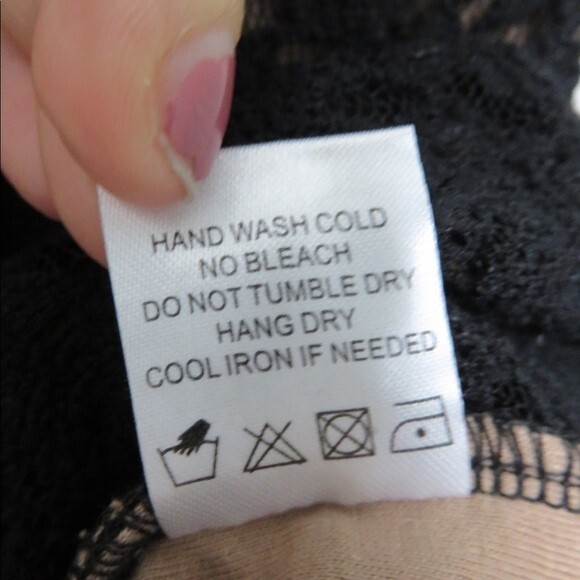 HAND WASH COLD
NO BLEACH
DO NOT TUMBLE DRY
HANG DRY
COOL IRON IF NEEDED